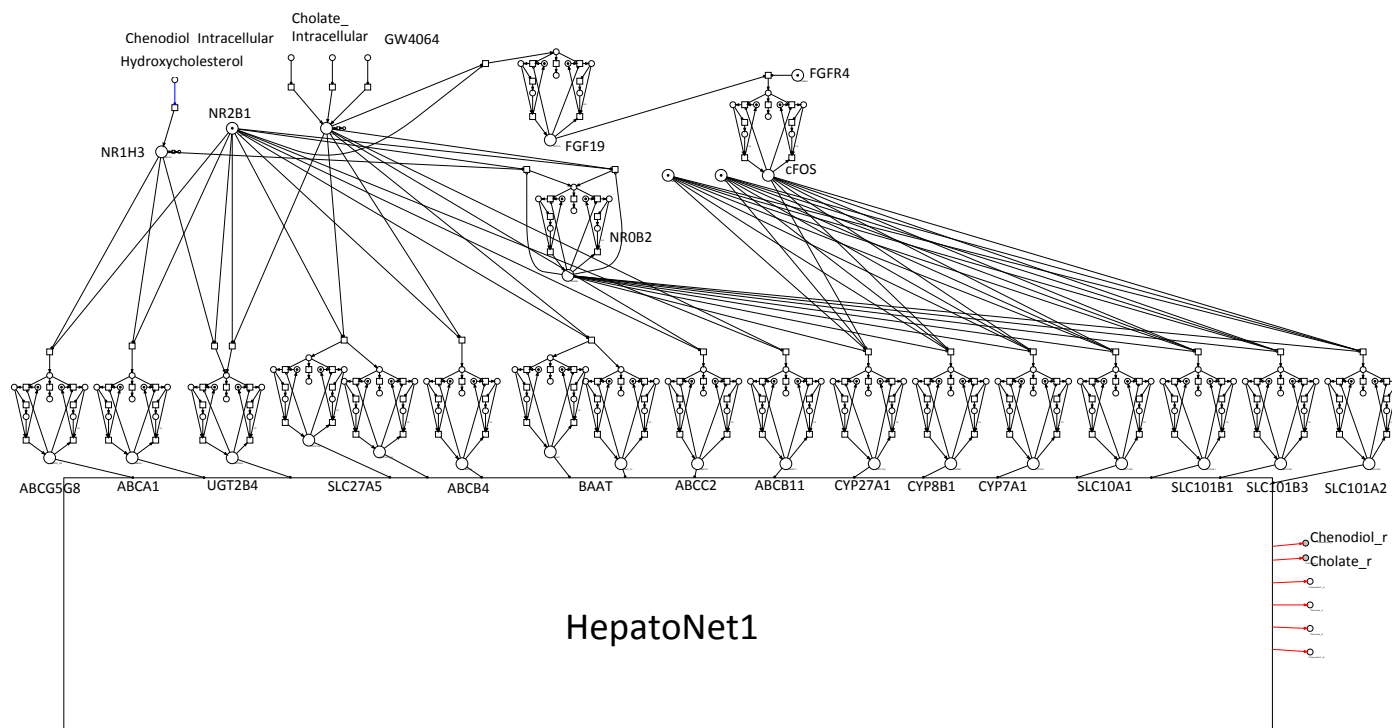 Cholate_
Chenodiol Intracellular Intracellular GW4064
Hydroxycholesterol
FGFR4
NR2B1
NR1H3
FGF19
cFOS
NR0B2
ABCG5G8 ABCA1 UGT2B4 SLC27A5 ABCB4 BAAT ABCC2 ABCB11 CYP27A1 CYP8B1 CYP7A1 SLC10A1 SLC101B1 SLC101B3 SLC101A2
Chenodiol_r
Cholate_r
HepatoNet1